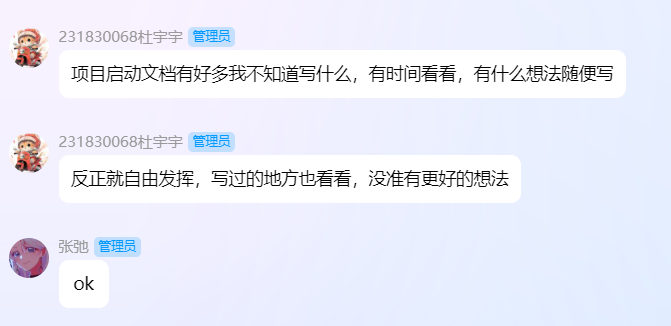 231830068杜宇宇 管理员
项目启动文档有好多我不知道写什么，有时间看看，有什么想法随便写
231830068杜宇宇 管理员
反正就自由发挥，写过的地方也看看，没准有更好的想法
张弛 管理员
ok